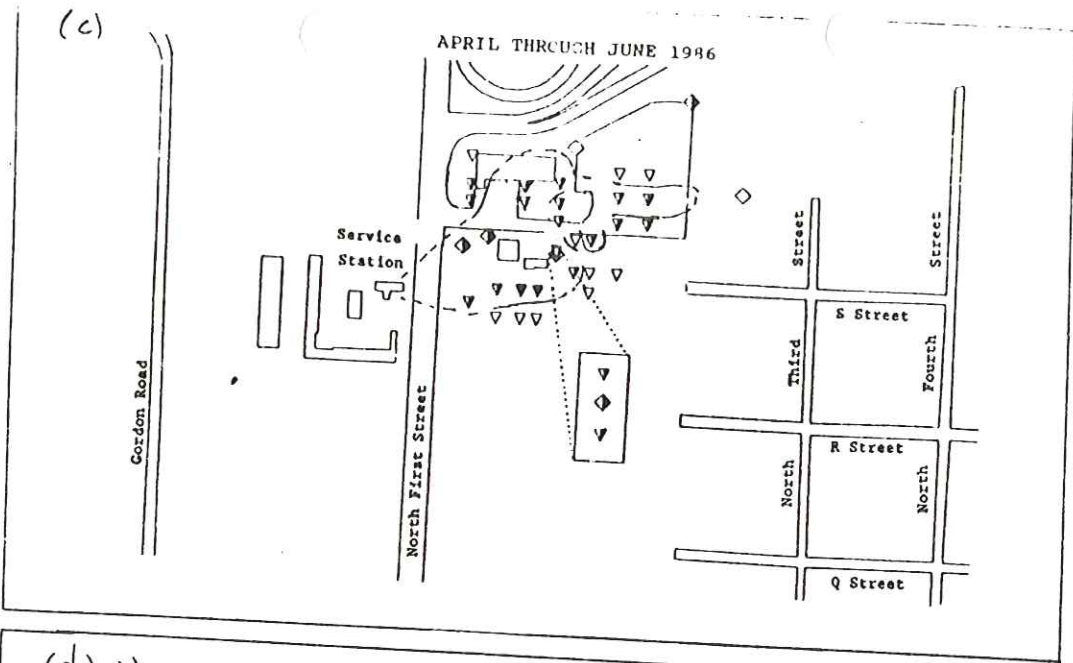 (c)
APRIL THROUGH JUNE 1986
Service
Station
Gordon Road
North First Street
Street
Street
S Street
Third
Fourth
R Street
North
North
Q Street
(d)